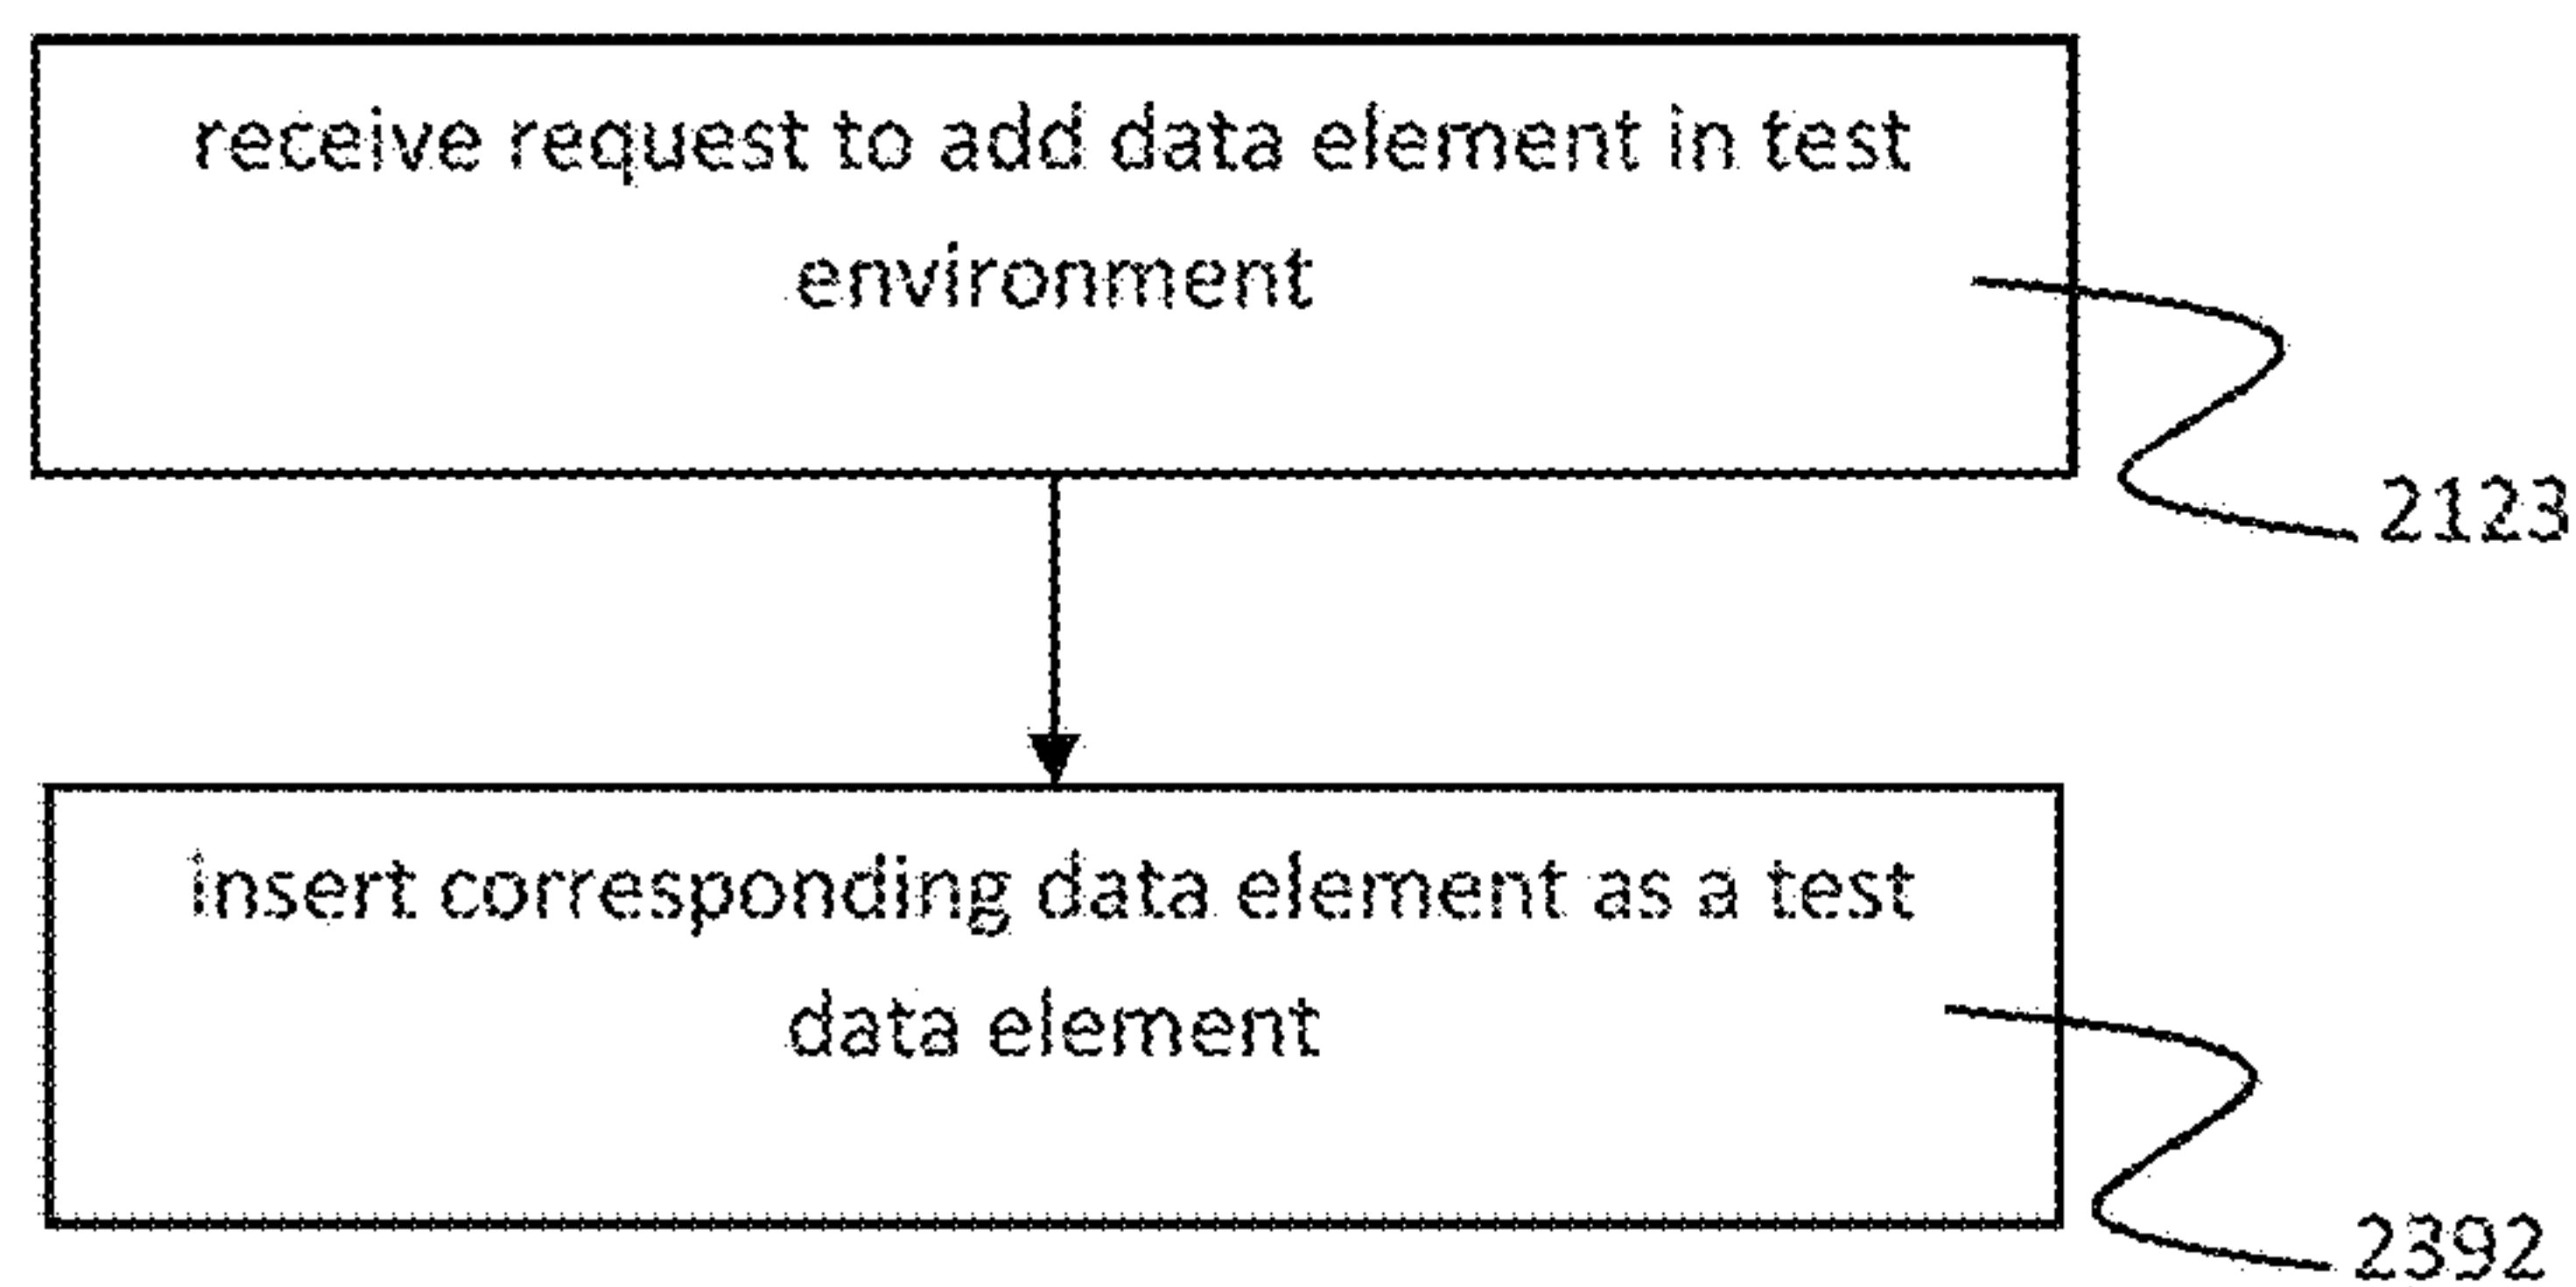 receive request to add data element in test
environment
2123
insert corresponding data element as a test
data element
2392